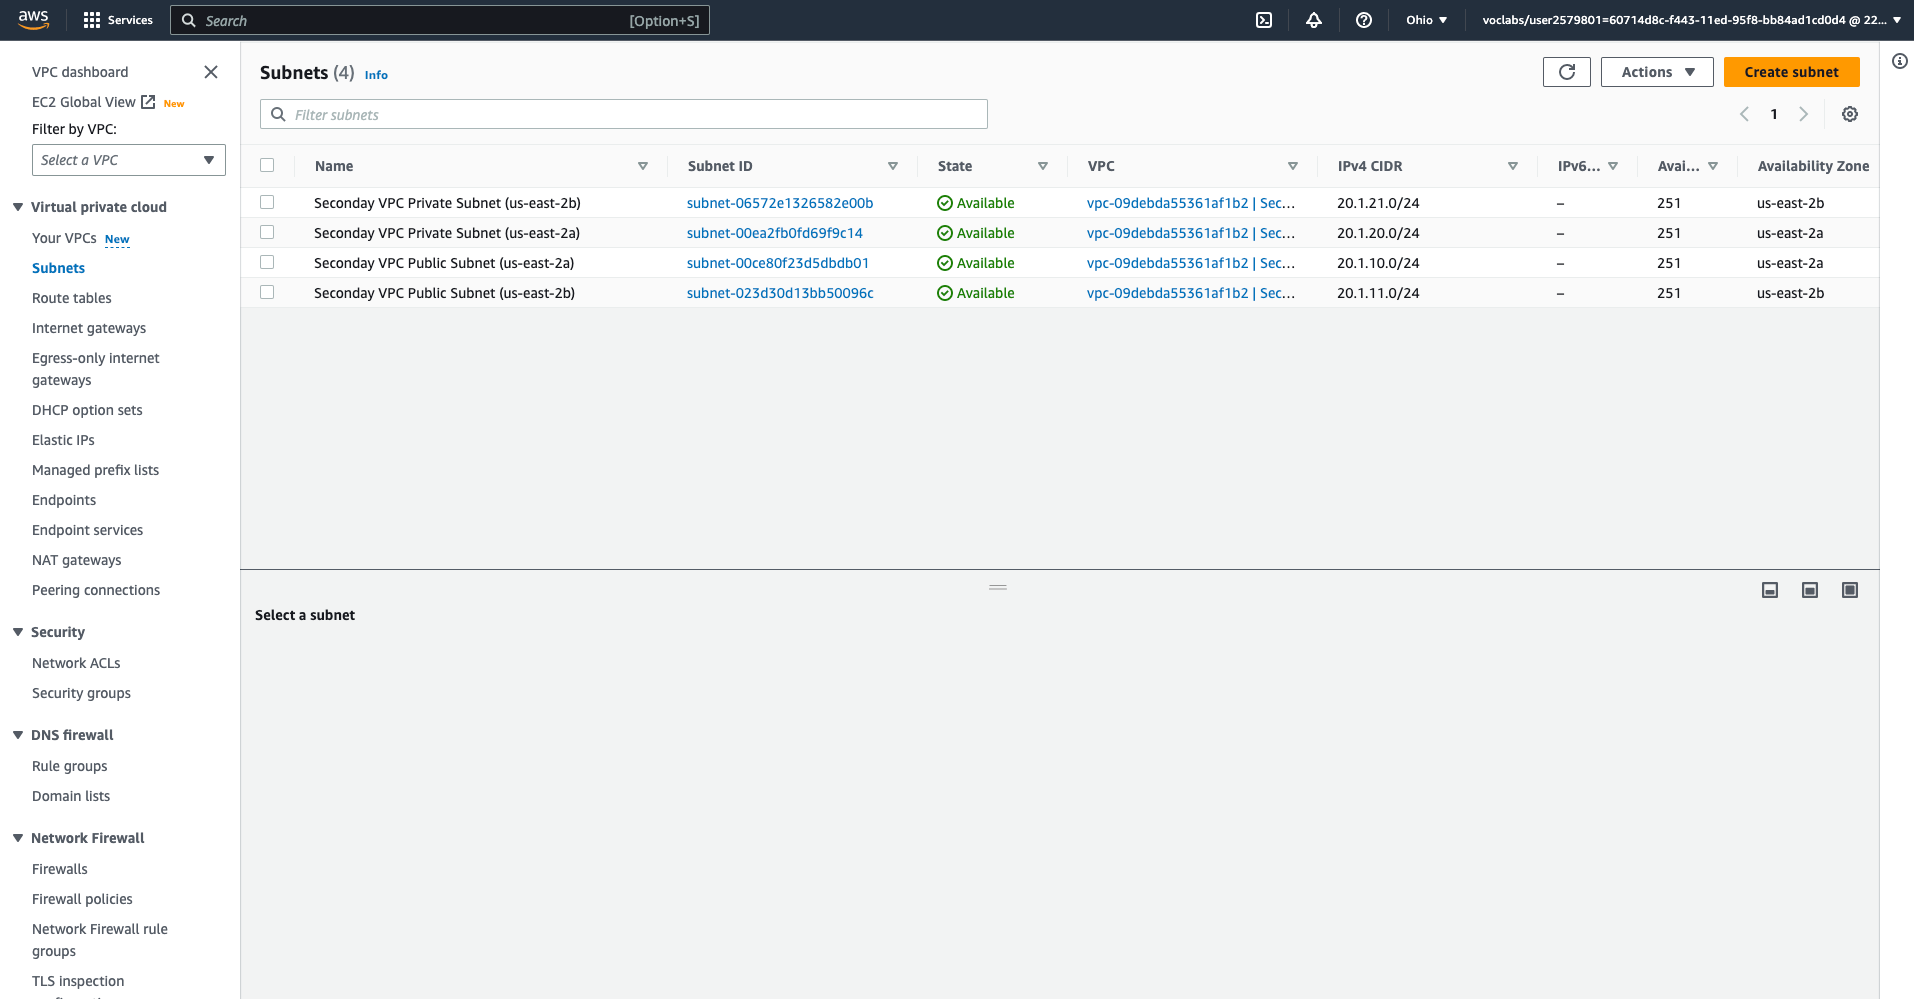 aws
Services
Search
[Option+S]
Ohio
voclabs/user2579801=60714d8c-f443-11ed-95f8-bb84ad1cd0d4 @ 22...
VPC dashboard
EC2 Global View New
Filter by VPC:
Select a VPC
Virtual private cloud
Your VPCs New
Subnets
Route tables
Internet gateways
Egress-only internet
gateways
DHCP option sets
Elastic IPs
Managed prefix lists
Endpoints
Endpoint services
NAT gateways
Peering connections
Security
Network ACLs
Security groups
DNS firewall
Rule groups
Domain lists
Network Firewall
Firewalls
Firewall policies
Network Firewall rule
groups
TLS inspection
Subnets (4) Info
Actions
Create subnet
Filter subnets
1
Name Subnet ID State VPC IPv4 CIDR IPv6... Avai... Availability Zone
Seconday VPC Private Subnet (us-east-2b) subnet-06572e1326582e00b Available vpc-09debda55361af1b2 | Sec... 20.1.21.0/24 – 251 us-east-2b
Seconday VPC Private Subnet (us-east-2a) subnet-00ea2fb0fd69f9c14 Available vpc-09debda55361af1b2 | Sec... 20.1.20.0/24 – 251 us-east-2a
Seconday VPC Public Subnet (us-east-2a) subnet-00ce80f23d5dbdb01 Available vpc-09debda55361af1b2 | Sec... 20.1.10.0/24 – 251 us-east-2a
Seconday VPC Public Subnet (us-east-2b) subnet-023d30d13bb50096c Available vpc-09debda55361af1b2 | Sec... 20.1.11.0/24 – 251 us-east-2b
Select a subnet